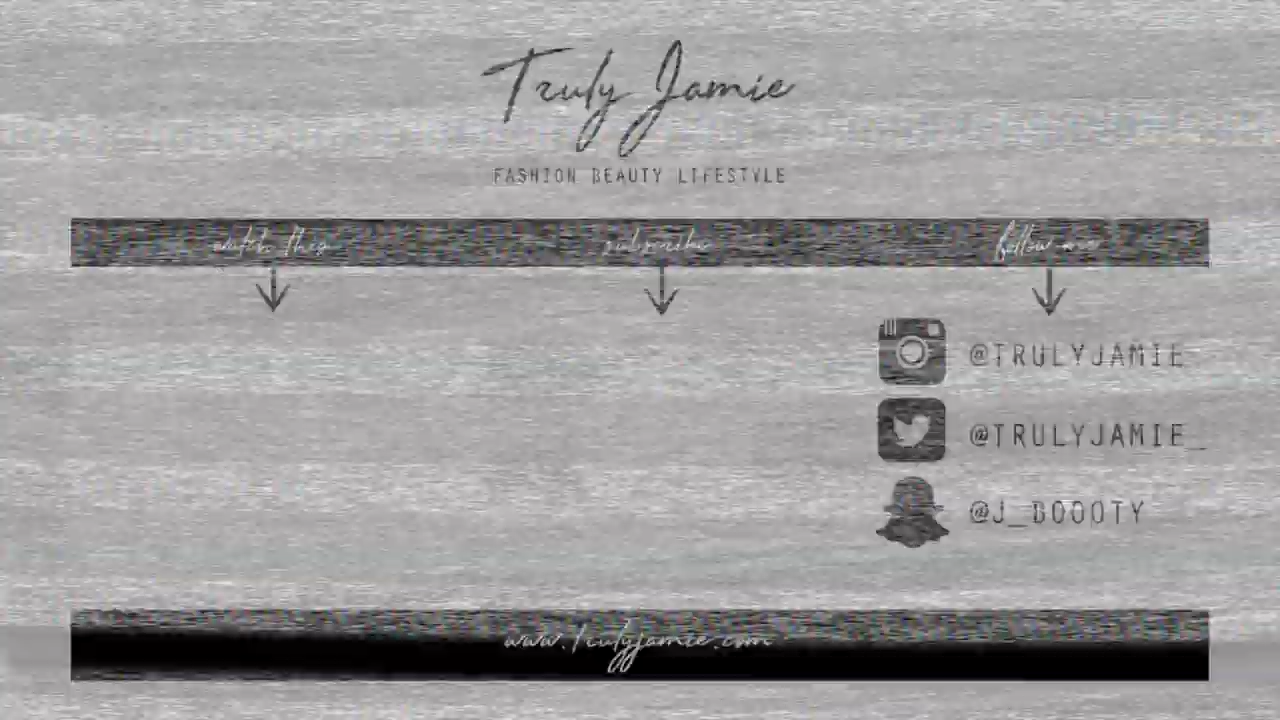 Truly Jamie
FASHION BEAUTY LIFESTYLE
watch this subscribe follow me
@TRULYJAMIE
@TRULYJAMIE_
@J_BOOOTY
www.trulyjamie.com